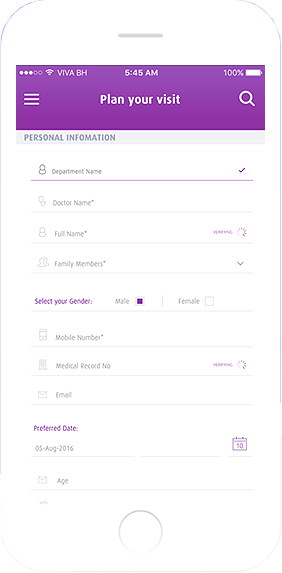 VIVA BH 5:45 AM 100%
Plan your visit
PERSONAL INFOMATION
Department Name
Doctor Name*
Full Name* VERIFYING
Family Members*
Select your Gender: Male Female
Mobile Number*
Medical Record No VERIFYING
Email
Preferred Date:
05-Aug-2016 10
Age